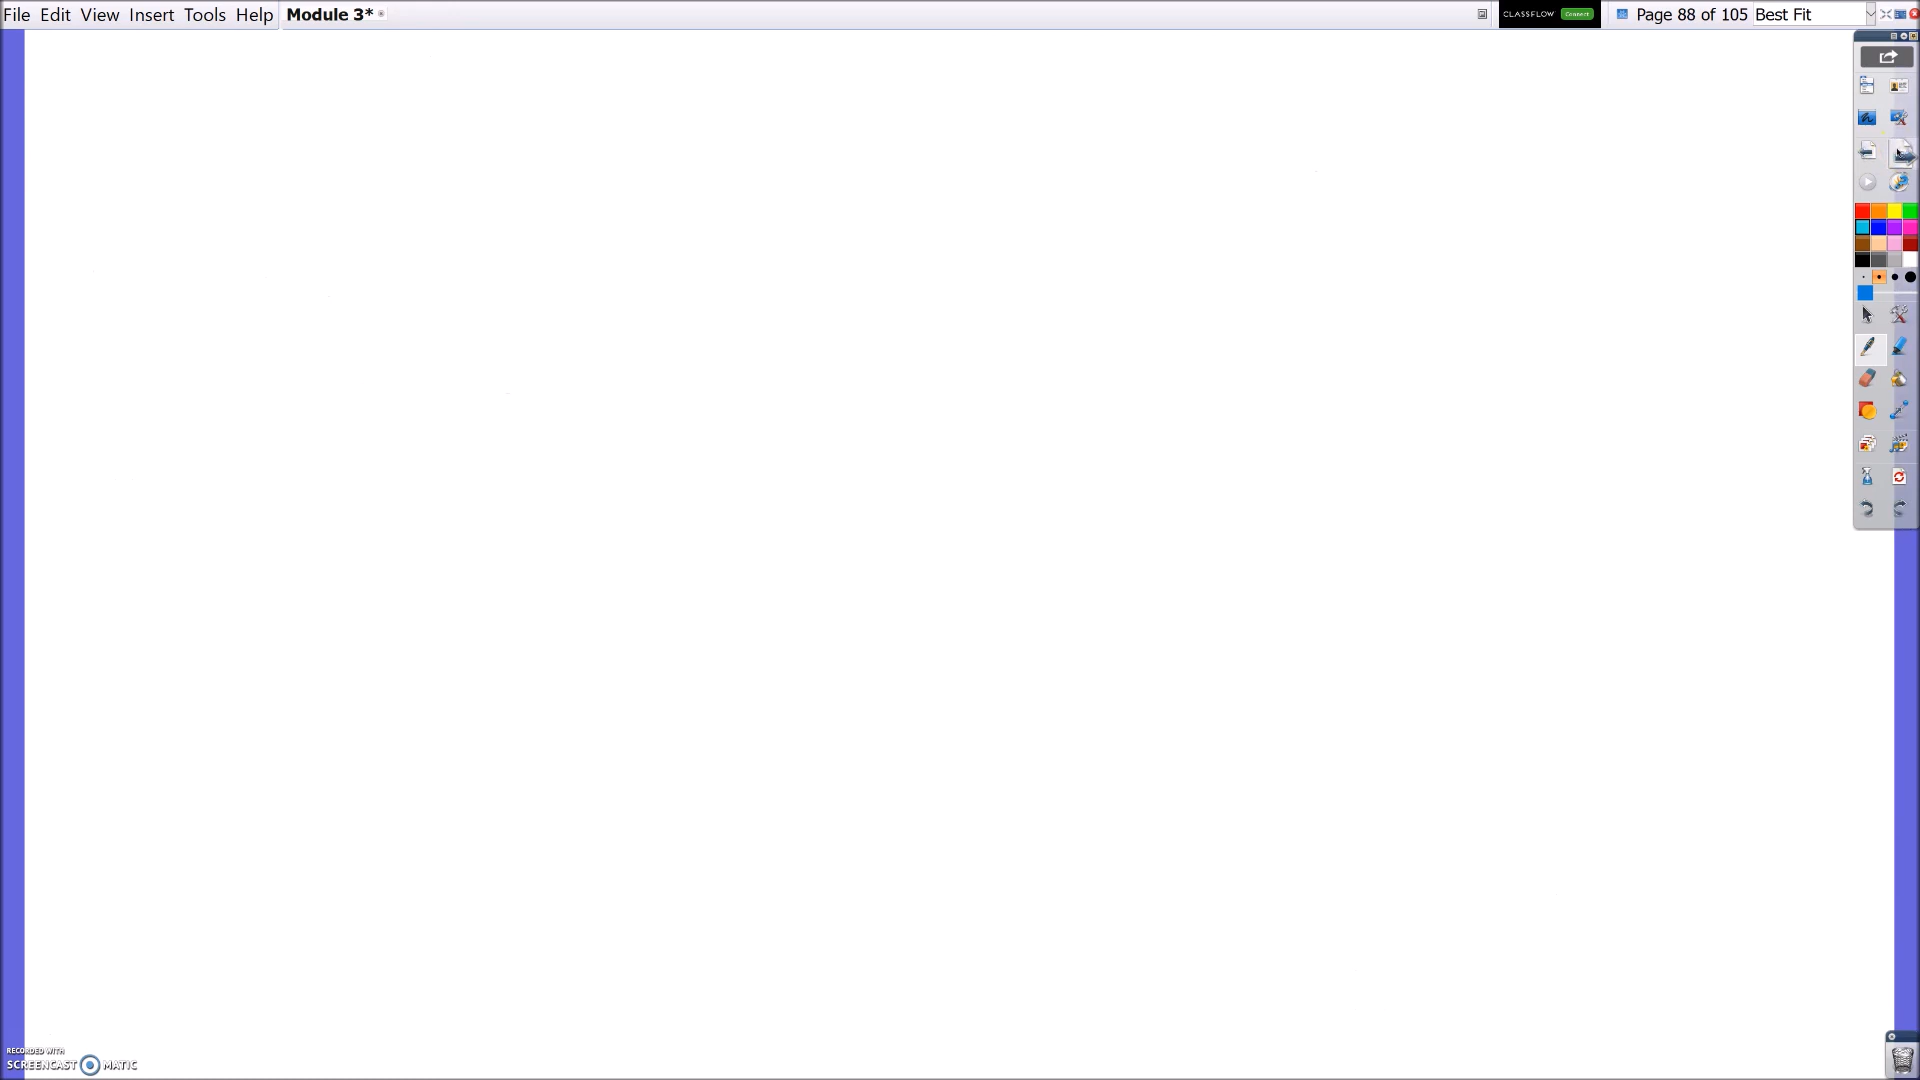 File Edit View Insert Tools Help Module 3* CLASSFLOW Connect Page 88 of 105 Best Fit
RECORDED WITH
SCREENCAST MATIC